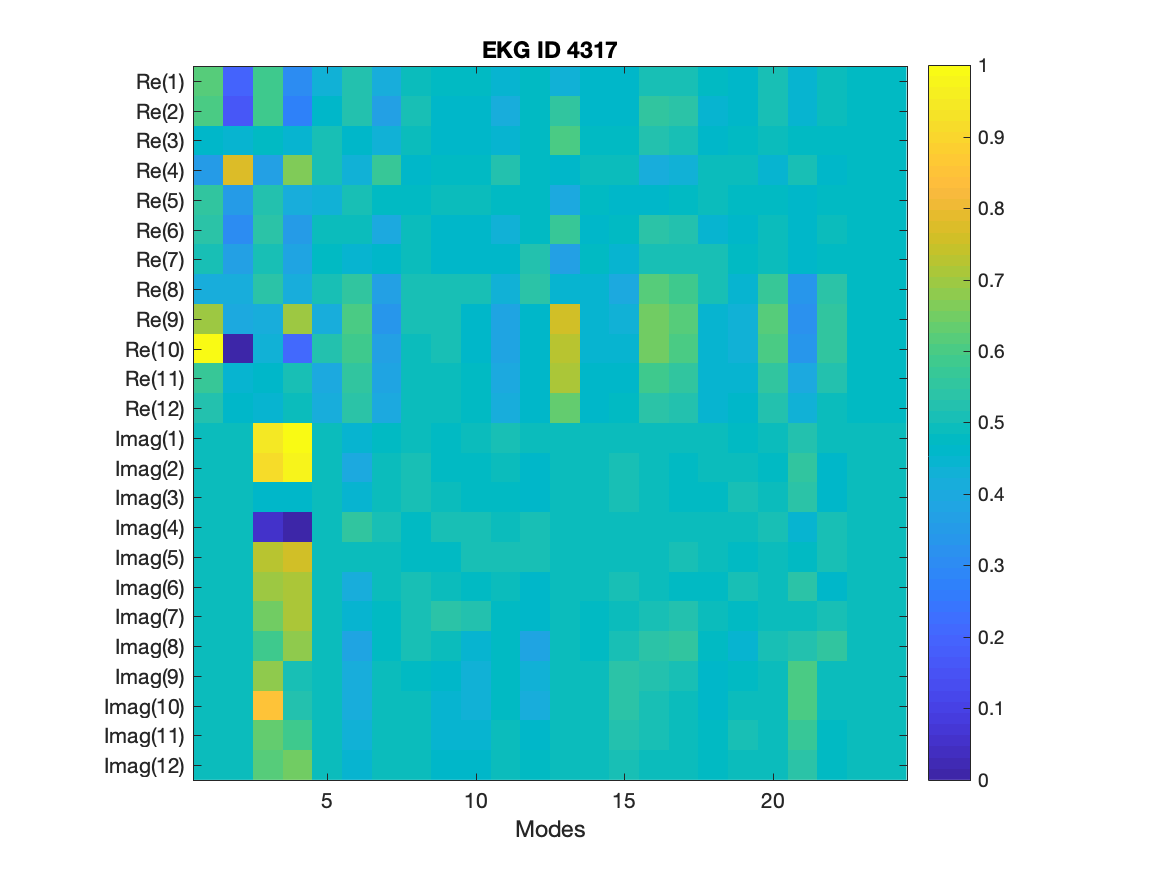 EKG ID 4317
Re(1)
Re(2)
Re(3)
Re(4)
Re(5)
Re(6)
Re(7)
Re(8)
Re(9)
Re(10)
Re(11)
Re(12)
Imag(1)
Imag(2)
Imag(3)
Imag(4)
Imag(5)
Imag(6)
Imag(7)
Imag(8)
Imag(9)
Imag(10)
Imag(11)
Imag(12)
5 10 15 20
Modes
1
0.9
0.8
0.7
0.6
0.5
0.4
0.3
0.2
0.1
0